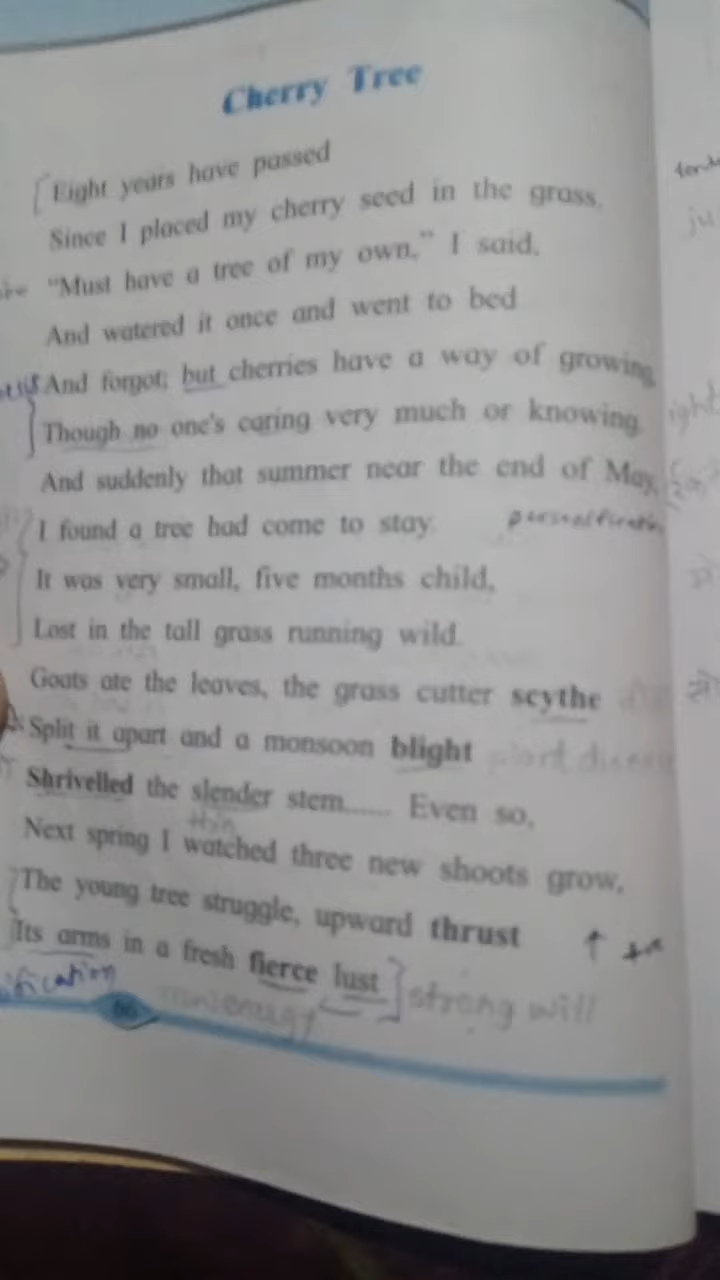 Cherry Tree
Eight years have passed
Since I placed my cherry seed in the grass.
"Must have a tree of my own," I said,
And watered it once and went to bed
And forgot; but cherries have a way of growing,
Though no one's caring very much or knowing.
And suddenly that summer near the end of May,
I found a tree had come to stay.
It was very small, five months child,
Lost in the tall grass running wild.
Goats ate the leaves, the grass cutter scythe
Split it apart and a monsoon blight
plant
Shrivelled the slender stem...... Even so,
Next spring I watched three new shoots grow,
The young tree struggle, upward thrust
Its arms in a fresh fierce lust
strong will
66